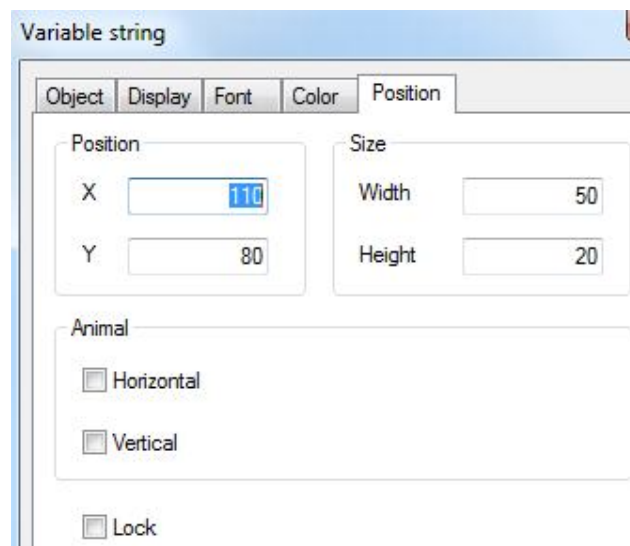 Variable string
Object Display Font Color Position
Position Size
X 110 Width 50
Y 80 Height 20
Animal
Horizontal
Vertical
Lock